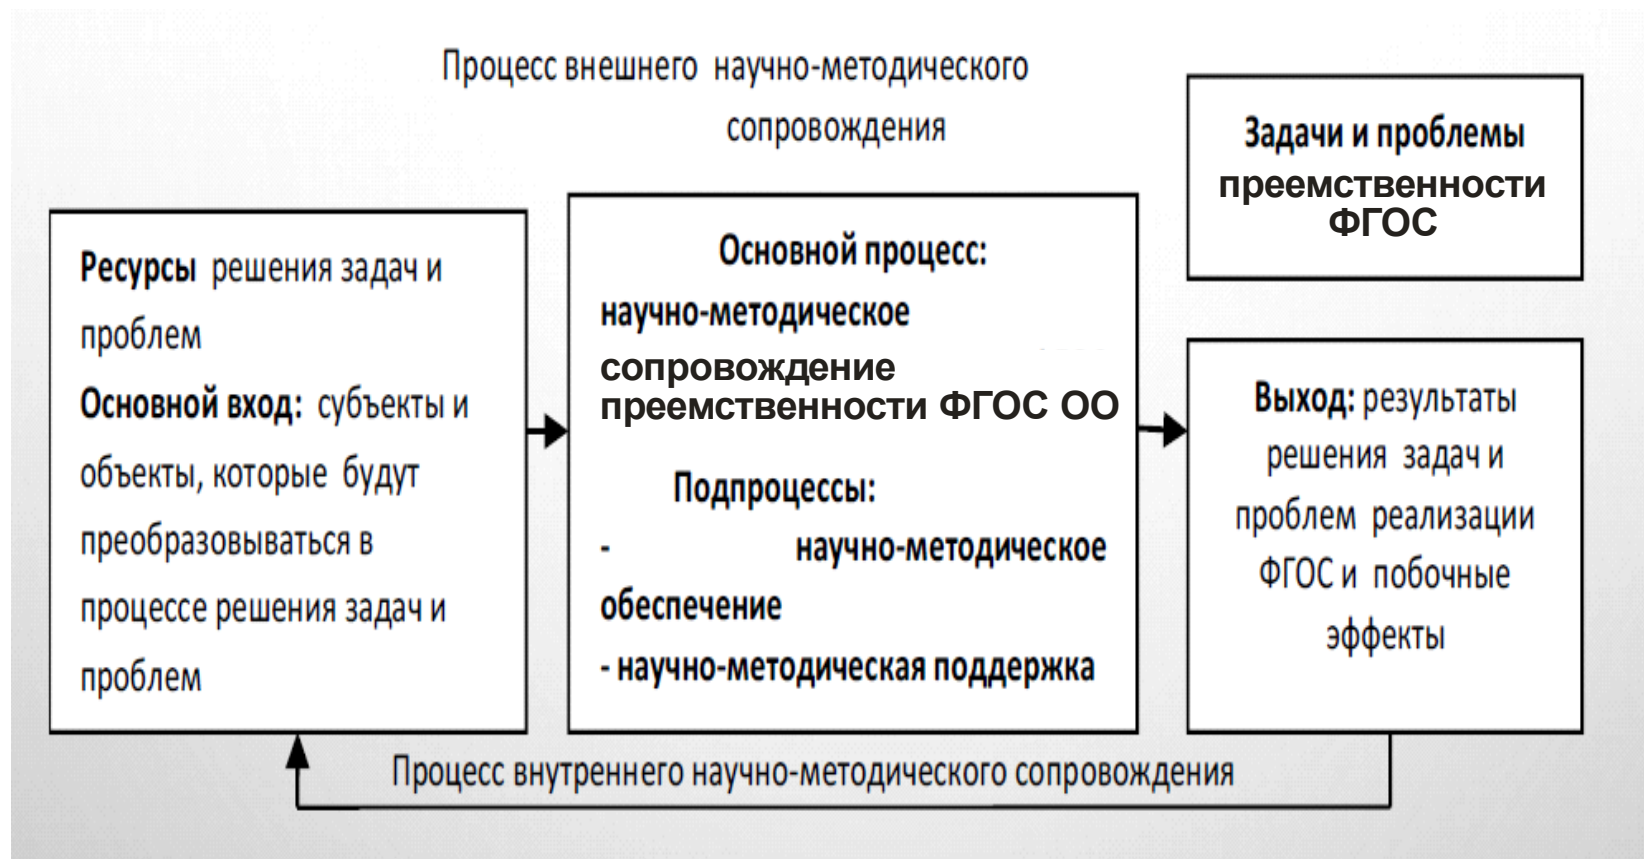 Процесс внешнего научно-методического
сопровождения
Ресурсы решения задач и
проблем
Основной вход: субъекты и
объекты, которые будут
преобразовываться в
процессе решения задач и
проблем
Основной процесс:
научно-методическое
сопровождение
преемственности ФГОС ОО
Подпроцессы:
- научно-методическое
обеспечение
- научно-методическая поддержка
Задачи и проблемы
преемственности
ФГОС
Выход: результаты
решения задач и
проблем реализации
ФГОС и побочные
эффекты
Процесс внутреннего научно-методического сопровождения